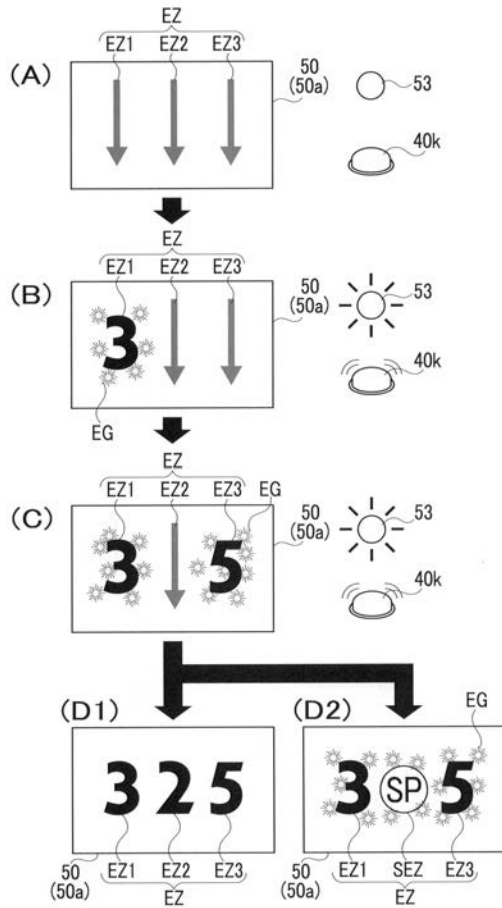 EZ
EZ1 EZ2 EZ3
(A)
50
(50a)
53
40k
EZ
EZ1 EZ2 EZ3
(B)
50
(50a)
53
3
40k
EG
EZ
EZ1 EZ2 EZ3 EG
(C)
50
(50a)
53
3 5
40k
(D1) (D2)
EG
3 2 5
3 SP 5
50
(50a)
EZ1 EZ2 EZ3
EZ
50
(50a)
EZ1 SEZ EZ3
EZ